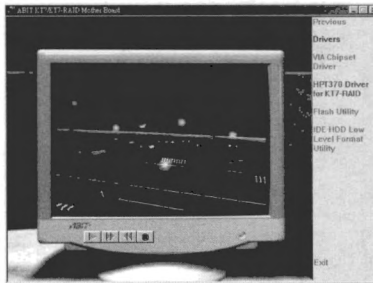 ABIT KT7/KT7-RAID Mother Board
Previous
Drivers
VIA Chipset
Driver
HPT370 Driver
for KT7-RAID
Flash Utility
IDE HDD Low
Level Format
Utility
Exit